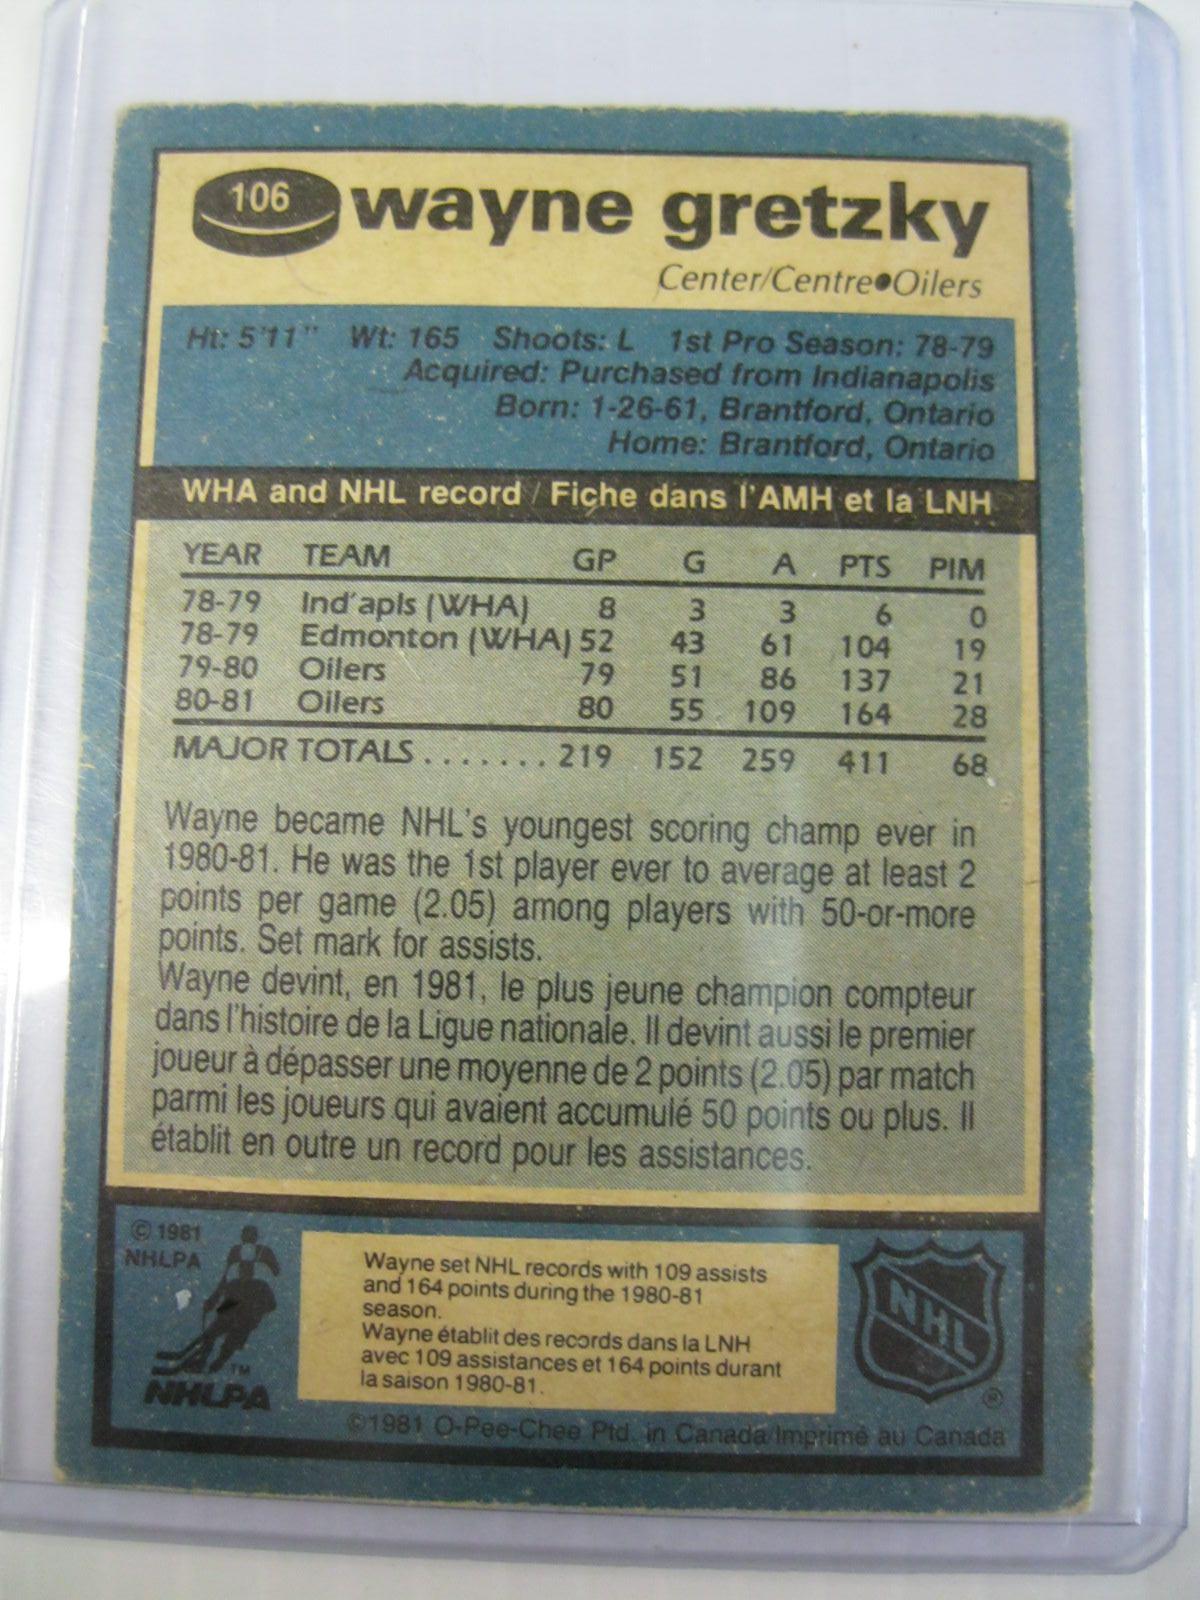 106 wayne gretzky
Center/Centre●Oilers
Ht: 5'11" Wt: 165 Shoots: L 1st Pro Season: 78-79
Acquired: Purchased from Indianapolis
Born: 1-26-61, Brantford, Ontario
Home: Brantford, Ontario
WHA and NHL record / Fiche dans l'AMH et la LNH
YEAR TEAM GP G A PTS PIM
78-79 Ind'apls (WHA) 8 3 3 6 0
78-79 Edmonton (WHA) 52 43 61 104 19
79-80 Oilers 79 51 86 137 21
80-81 Oilers 80 55 109 164 28
MAJOR TOTALS ....... 219 152 259 411 68
Wayne became NHL's youngest scoring champ ever in
1980-81. He was the 1st player ever to average at least 2
points per game (2.05) among players with 50-or-more
points. Set mark for assists.
Wayne devint, en 1981, le plus jeune champion compteur
dans l'histoire de la Ligue nationale. Il devint aussi le premier
joueur à dépasser une moyenne de 2 points (2.05) par match
parmi les joueurs qui avaient accumulé 50 points ou plus. Il
établit en outre un record pour les assistances.
© 1981
NHLPA
TM
NHLPA
Wayne set NHL records with 109 assists
and 164 points during the 1980-81
season.
Wayne établit des records dans la LNH
avec 109 assistances et 164 points durant
la saison 1980-81.
NHL
®
©1981 O-Pee-Chee Ptd. in Canada/Imprimé au Canada